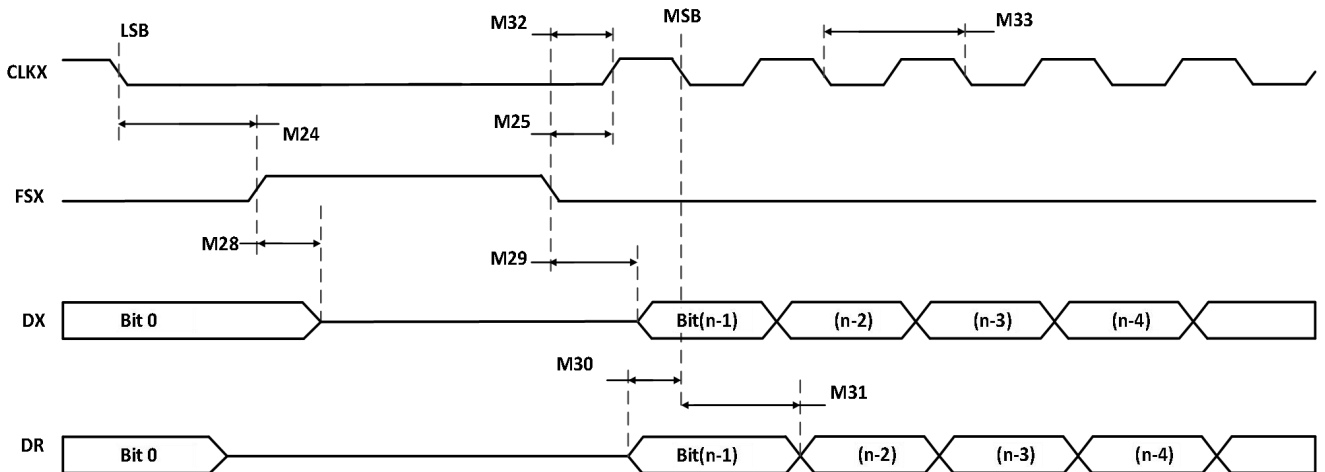 LSB
M32
MSB
M33
CLKX
M24
M25
FSX
M28
M29
DX
Bit 0
Bit(n-1)
(n-2)
(n-3)
(n-4)
M30
M31
DR
Bit 0
Bit(n-1)
(n-2)
(n-3)
(n-4)